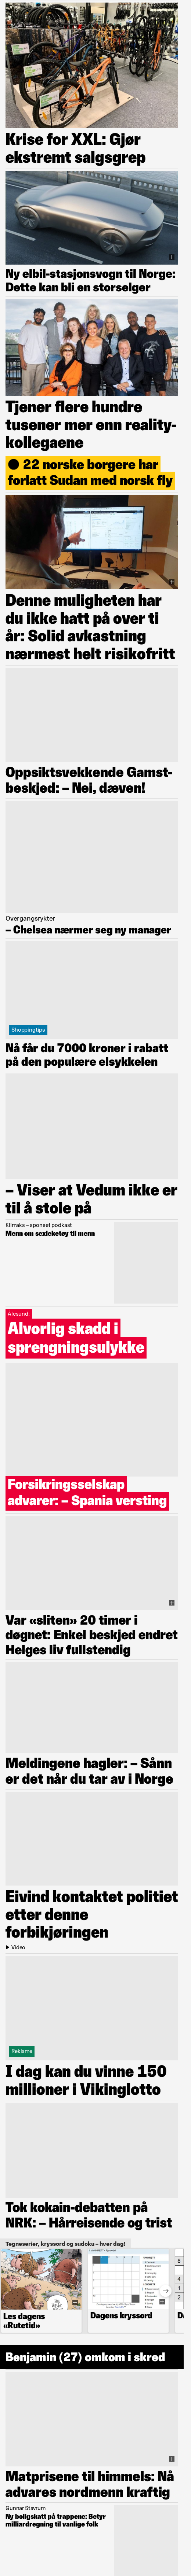 Krise for XXL: Gjør
ekstremt salgsgrep
Ny elbil-stasjonsvogn til Norge:
Dette kan bli en storselger
Tjener flere hundre
tusener mer enn reality-
kollegaene
22 norske borgere har
forlatt Sudan med norsk fly
Denne muligheten har
du ikke hatt på over ti
år: Solid avkastning
nærmest helt risikofritt
Oppsiktsvekkende Gamst-
beskjed: – Nei, dæven!
Overgangsrykter
– Chelsea nærmer seg ny manager
Shoppingtips
Nå får du 7000 kroner i rabatt
på den populære elsykkelen
– Viser at Vedum ikke er
til å stole på
Klimaks – sponset podkast
Menn om sexleketøy til menn
Ålesund:
Alvorlig skadd i
sprengningsulykke
Forsikringsselskap
advarer: – Spania versting
Var «sliten» 20 timer i
døgnet: Enkel beskjed endret
Helges liv fullstendig
Meldingene hagler: – Sånn
er det når du tar av i Norge
Eivind kontaktet politiet
etter denne
forbikjøringen
Video
Reklame
I dag kan du vinne 150
millioner i Vikinglotto
Tok kokain-debatten på
NRK: – Hårreisende og trist
Tegneserier, kryssord og sudoku – hver dag!
Les dagens
«Rutetid»
Dagens kryssord
Da
Benjamin (27) omkom i skred
Matprisene til himmels: Nå
advares nordmenn kraftig
Gunnar Stavrum
Ny boligskatt på trappene: Betyr
milliardregning til vanlige folk